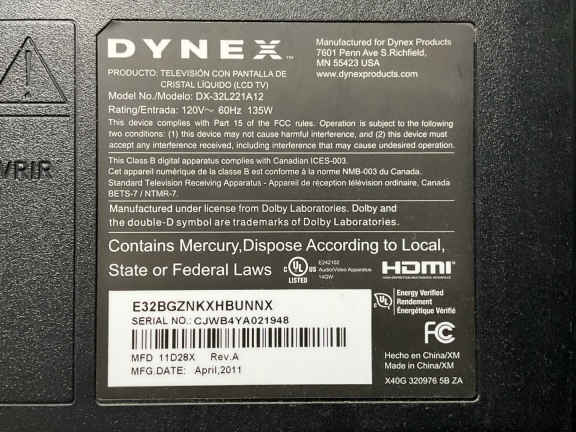 DYNEX™
Manufactured for Dynex Products
7601 Penn Ave S.Richfield,
MN 55423 USA
www.dynexproducts.com
PRODUCTO: TELEVISIÓN CON PANTALLA DE
CRISTAL LÍQUIDO (LCD TV)
Model No./Modelo: DX-32L221A12
Rating/Entrada: 120V~ 60Hz 135W
This device complies with Part 15 of the FCC rules. Operation is subject to the following
two conditions: (1) this device may not cause harmful interference, and (2) this device must
accept any interference received, including interference that may cause undesired operation.
This Class B digital apparatus complies with Canadian ICES-003.
Cet appareil numérique de la classe B est conforme à la norme NMB-003 du Canada.
Standard Television Receiving Apparatus - Appareil de réception télévision ordinaire, Canada
BETS-7 / NTMR-7.
Manufactured under license from Dolby Laboratories. Dolby and
the double-D symbol are trademarks of Dolby Laboratories.
Contains Mercury,Dispose According to Local,
State or Federal Laws
C UL US
LISTED
E242102
Audio/Video Apparatus
14GW
HDMI™
E32BGZNKXHBUNNX
SERIAL NO.: CJWB4YA021948
MFD 11D28X Rev.A
MFG.DATE: April,2011
C UL
Energy Verified
Rendement
Énergétique Vérifié
FC
Hecho en China/XM
Made in China/XM
X40G 320976 5B ZA
VRIR